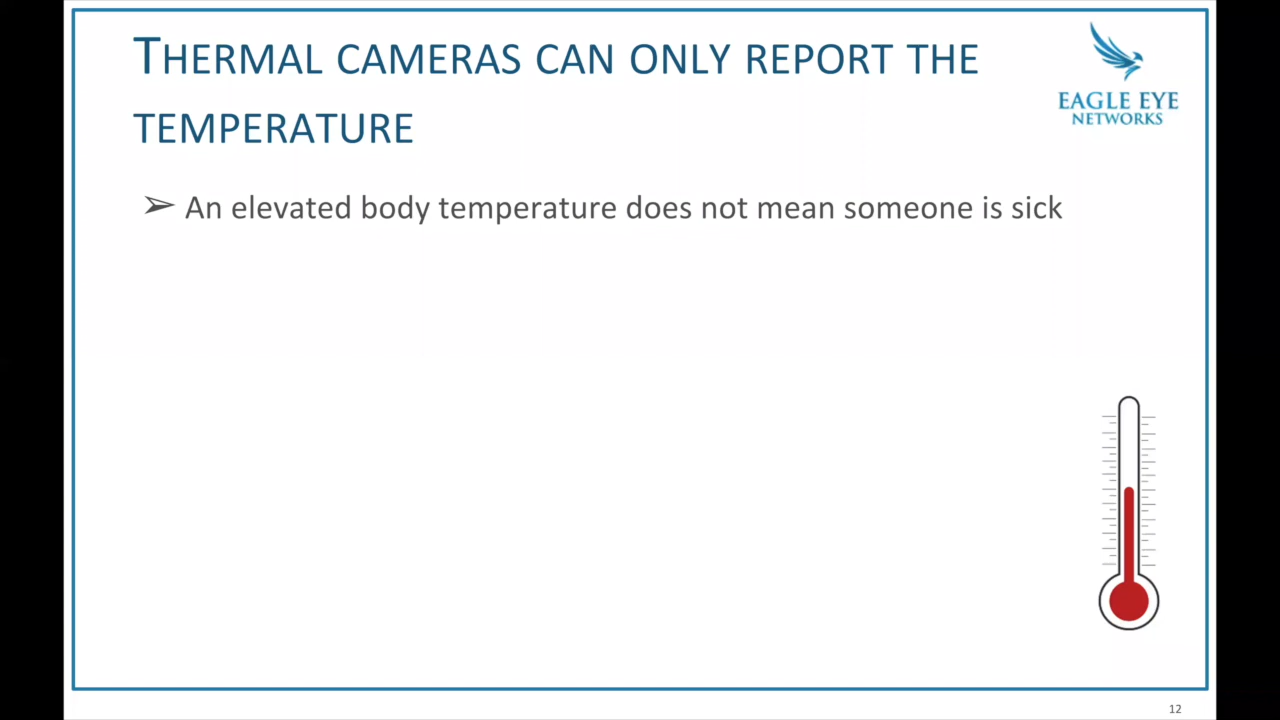 THERMAL CAMERAS CAN ONLY REPORT THE
TEMPERATURE
EAGLE EYE
NETWORKS
➢ An elevated body temperature does not mean someone is sick
12